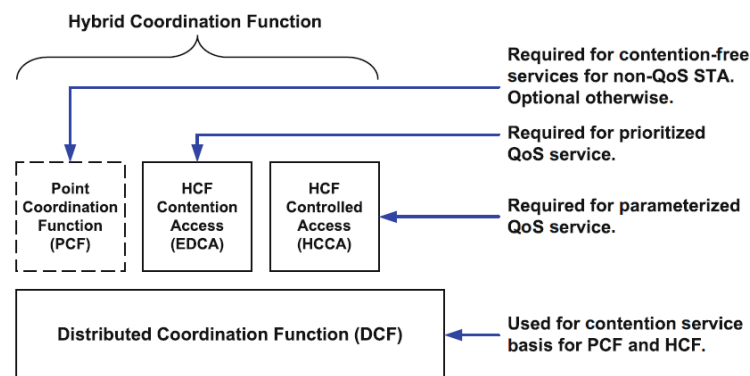 Hybrid Coordination Function
Required for contention-free
services for non-QoS STA.
Optional otherwise.
Required for prioritized
QoS service.
Point
Coordination
Function
(PCF)
HCF
Contention
Access
(EDCA)
HCF
Controlled
Access
(HCCA)
Required for parameterized
QoS service.
Distributed Coordination Function (DCF)
Used for contention service
basis for PCF and HCF.